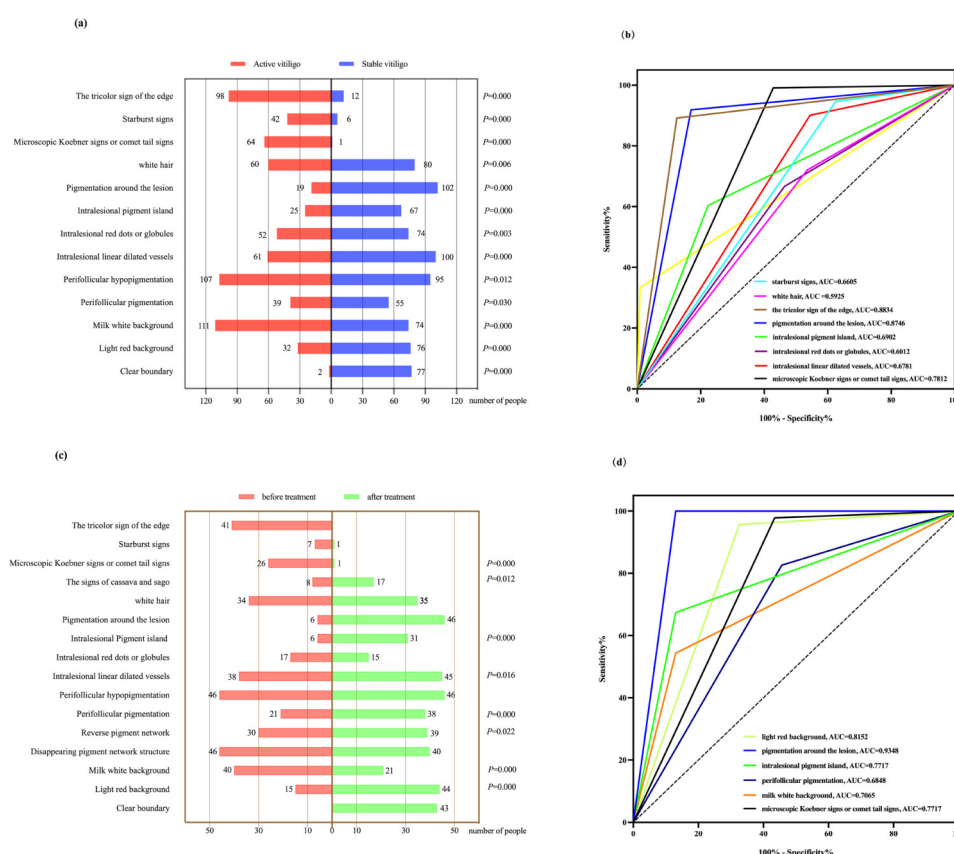 (a)
Active vitiligo Stable vitiligo
The tricolor sign of the edge 98 12 P=0.000
Starburst signs 42 6 P=0.000
Microscopic Koebner signs or comet tail signs 64 1 P=0.000
white hair 60 80 P=0.006
Pigmentation around the lesion 19 102 P=0.000
Intralesional pigment island 25 67 P=0.000
Intralesional red dots or globules 52 74 P=0.003
Intralesional linear dilated vessels 61 100 P=0.000
Perifollicular hypopigmentation 107 95 P=0.012
Perifollicular pigmentation 39 55 P=0.030
Milk white background 111 74 P=0.000
Light red background 32 76 P=0.000
Clear boundary 2 77 P=0.000
120 90 60 30 0 30 60 90 120 number of people
(b)
100
80
60
40
20
0
Sensitivity%
starburst signs, AUC=0.6605
white hair, AUC =0.5925
the tricolor sign of the edge, AUC=0.8834
pigmentation around the lesion, AUC=0.8746
intralesional pigment island, AUC=0.6902
intralesional red dots or globules, AUC=0.6012
intralesional linear dilated vessels, AUC=0.6781
microscopic Koebner signs or comet tail signs, AUC=0.7812
0 20 40 60 80
100% - Specificity%
(c)
before treatment after treatment
The tricolor sign of the edge 41
Starburst signs 7 1
Microscopic Koebner signs or comet tail signs 26 1 P=0.000
The signs of cassava and sago 8 17 P=0.012
white hair 34 35
Pigmentation around the lesion 6 46
Intralesional Pigment island 6 31 P=0.000
Intralesional red dots or globules 17 15
Intralesional linear dilated vessels 38 45 P=0.016
Perifollicular hypopigmentation 46 46
Perifollicular pigmentation 21 38 P=0.000
Reverse pigment network 30 39 P=0.022
Disappearing pigment network structure 46 40
Milk white background 40 21 P=0.000
Light red background 15 44 P=0.000
Clear boundary 43
50 30 10 0 10 30 50 number of people
(d)
100
80
60
40
20
0
Sensitivity%
light red background, AUC=0.8152
pigmentation around the lesion, AUC=0.9348
intralesional pigment island, AUC=0.7717
perifollicular pigmentation, AUC=0.6848
milk white background, AUC=0.7065
microscopic Koebner signs or comet tail signs, AUC=0.7717
0 20 40 60 80
100% - Specificity%